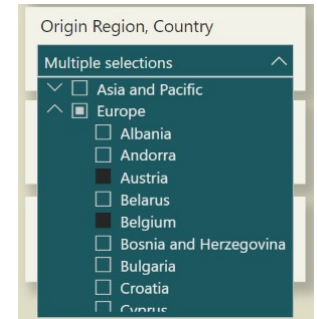 Origin Region, Country
Multiple selections
Asia and Pacific
Europe
Albania
Andorra
Austria
Belarus
Belgium
Bosnia and Herzegovina
Bulgaria
Croatia
Cyprus